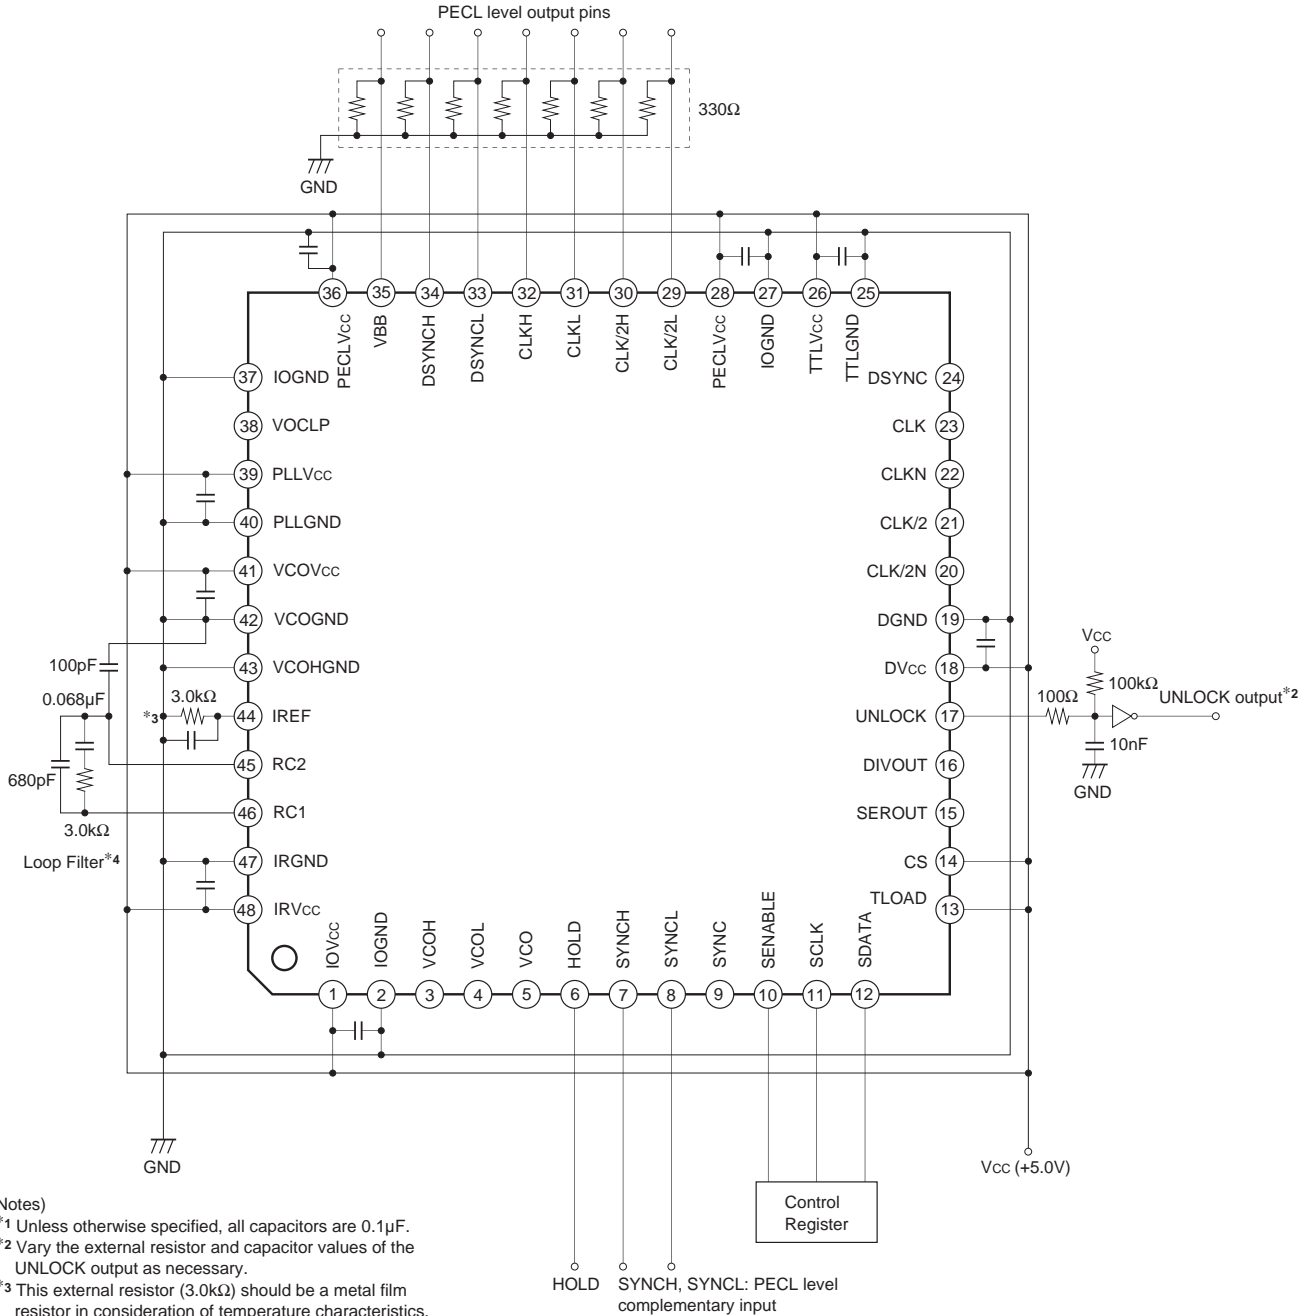 PECL level output pins
330Ω
GND
36 35 34 33 32 31 30 29 28 27 26 25
PECLVCC
VBB
DSYNCH
DSYNCL
CLKH
CLKL
CLK/2H
CLK/2L
PECLVCC
IOGND
TTLVCC
TTLGND
37 IOGND
38 VOCLP
39 PLLVCC
40 PLLGND
41 VCOVCC
42 VCOGND
43 VCOHGND
44 IREF
45 RC2
46 RC1
47 IRGND
48 IRVCC
100pF
0.068µF
*3
3.0kΩ
680pF
3.0kΩ
Loop Filter*4
DSYNC 24
CLK 23
CLKN 22
CLK/2 21
CLK/2N 20
DGND 19
DVCC 18
UNLOCK 17
DIVOUT 16
SEROUT 15
CS 14
TLOAD 13
VCC
100kΩ
100Ω
UNLOCK output*2
10nF
GND
IOVCC
IOGND
VCOH
VCOL
VCO
HOLD
SYNCH
SYNCL
SYNC
SENABLE
SCLK
SDATA
1 2 3 4 5 6 7 8 9 10 11 12
GND
VCC (+5.0V)
Control
Register
HOLD
SYNCH, SYNCL: PECL level
complementary input
Notes)
*1 Unless otherwise specified, all capacitors are 0.1µF.
*2 Vary the external resistor and capacitor values of the
UNLOCK output as necessary.
*3 This external resistor (3.0kΩ) should be a metal film
resistor in consideration of temperature characteristics.